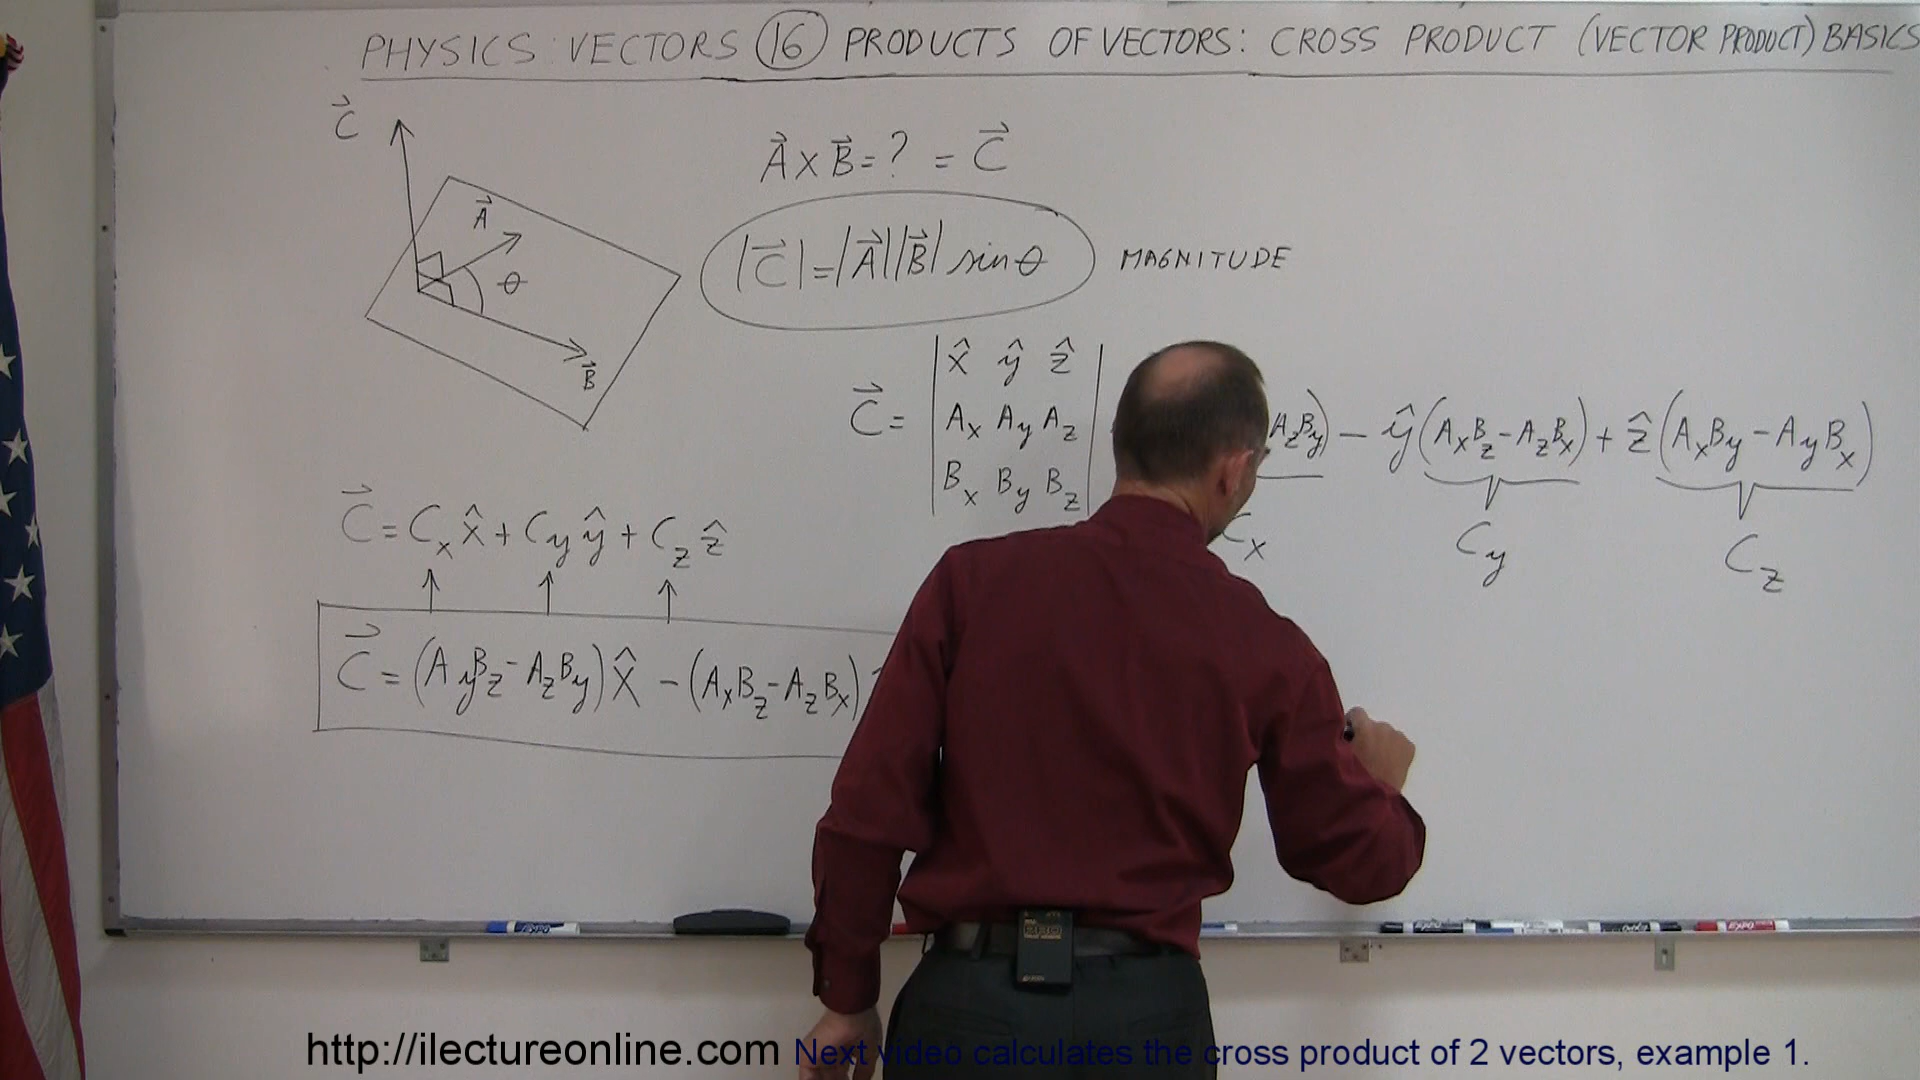 PHYSICS: VECTORS (16) PRODUCTS OF VECTORS: CROSS PRODUCT (VECTOR PRODUCT) BASICS
C⃗
A⃗
θ
B⃗
A⃗ x B⃗ = ? = C⃗
|C⃗| = |A⃗||B⃗| sin θ MAGNITUDE
x̂ ŷ ẑ
C⃗ = | Ax Ay Az |
Bx By Bz
AzBy) − ŷ(AxBz − AzBx) + ẑ(AxBy − AyBx)
Cx Cy Cz
C⃗ = Cx x̂ + Cy ŷ + Cz ẑ
C⃗ = (AyBz − AzBy) x̂ − (AxBz − AzBx)
EXPO
EXPO
http://ilectureonline.com Next video calculates the cross product of 2 vectors, example 1.